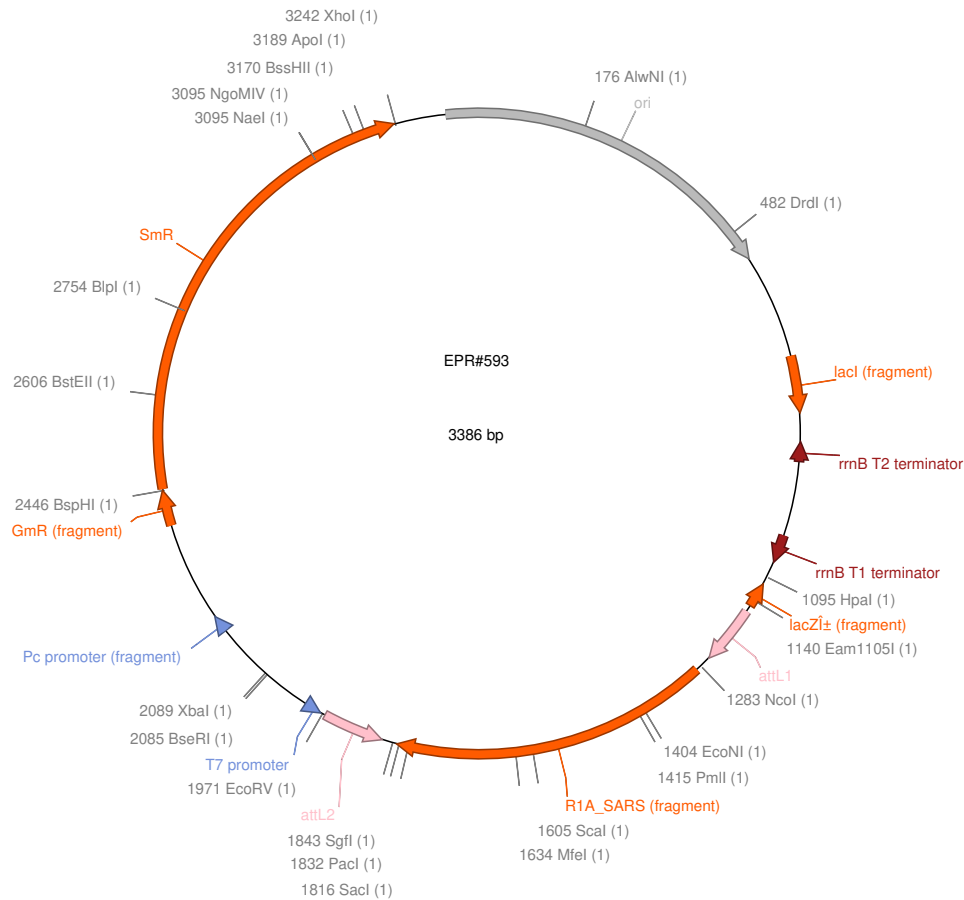 3242 XhoI (1)
3189 ApoI (1)
3170 BssHII (1)
3095 NgoMIV (1)
3095 NaeI (1)
176 AlwNI (1)
ori
482 DrdI (1)
SmR
2754 BlpI (1)
EPR#593
lacI (fragment)
2606 BstEII (1)
3386 bp
rrnB T2 terminator
2446 BspHI (1)
GmR (fragment)
rrnB T1 terminator
1095 HpaI (1)
lacZÎ± (fragment)
1140 Eam1105I (1)
Pc promoter (fragment)
attL1
1283 NcoI (1)
2089 XbaI (1)
2085 BseRI (1)
1404 EcoNI (1)
T7 promoter
1415 PmlI (1)
1971 EcoRV (1)
R1A_SARS (fragment)
attL2
1605 ScaI (1)
1843 SgfI (1)
1634 MfeI (1)
1832 PacI (1)
1816 SacI (1)